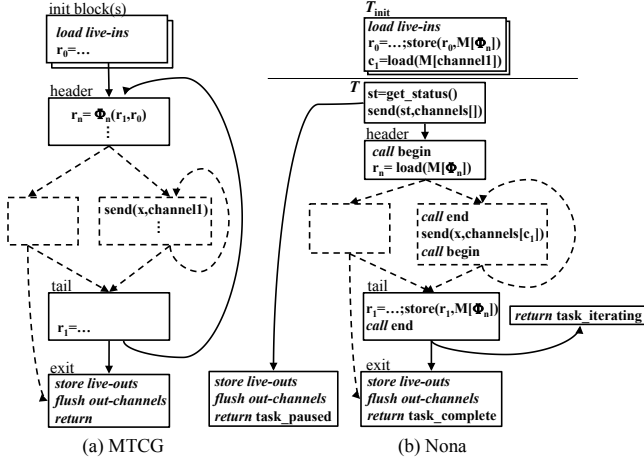 init block(s)
load live-ins
r0=…
header
rn= Φn(r1,r0)
⋮
send(x,channel1)
⋮
tail
r1=…
exit
store live-outs
flush out-channels
return
(a) MTCG
Tinit
load live-ins
r0=…;store(r0,M[Φn])
c1=load(M[channel1])
T
st=get_status()
send(st,channels[])
header
call begin
rn= load(M[Φn])
call end
send(x,channels[c1])
call begin
tail
r1=…;store(r1,M[Φn])
call end
return task_iterating
store live-outs
flush out-channels
return task_paused
exit
store live-outs
flush out-channels
return task_complete
(b) Nona